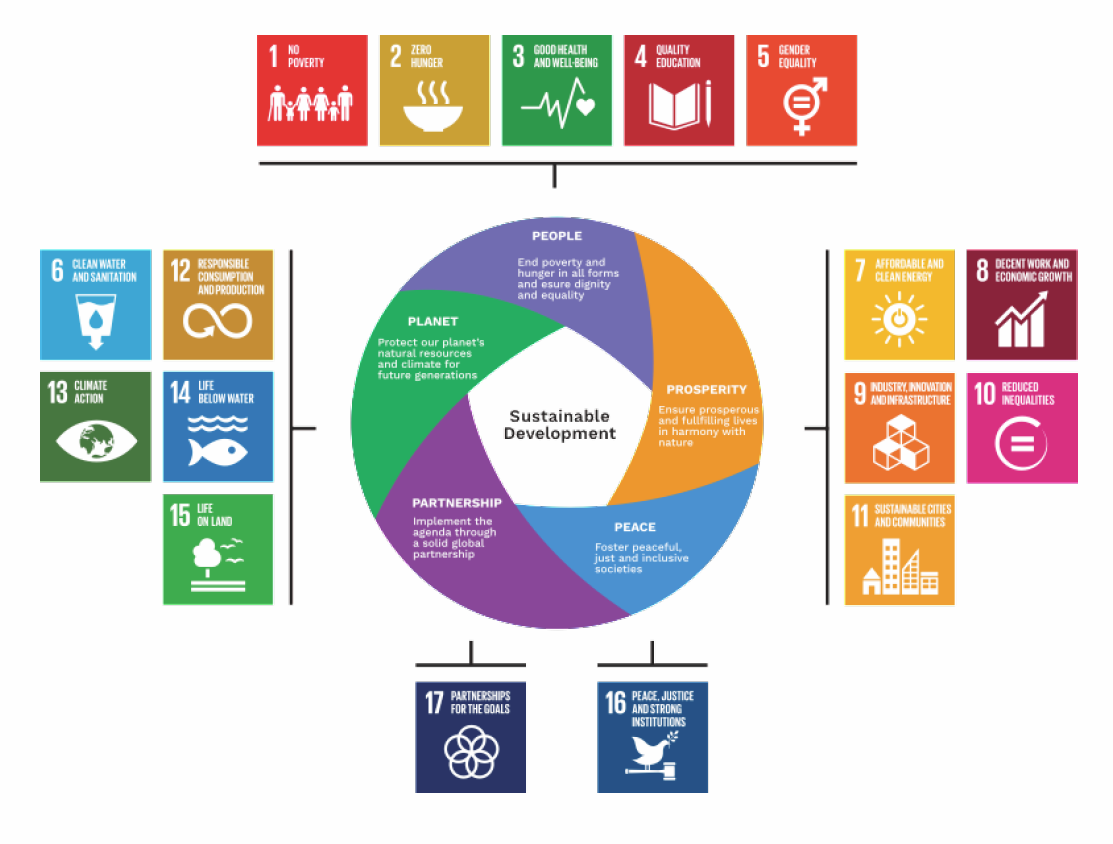 1 NO
POVERTY
2 ZERO
HUNGER
3 GOOD HEALTH
AND WELL-BEING
4 QUALITY
EDUCATION
5 GENDER
EQUALITY
6 CLEAN WATER
AND SANITATION
12 RESPONSIBLE
CONSUMPTION
AND PRODUCTION
13 CLIMATE
ACTION
14 LIFE
BELOW WATER
15 LIFE
ON LAND
PEOPLE
End poverty and
hunger in all forms
and esure dignity
and equality
PLANET
Protect our planet's
natural resources
and climate for
future generations
PROSPERITY
Ensure prosperous
and fullfilling lives
in harmony with
nature
Sustainable
Development
PARTNERSHIP
Implement the
agenda through
a solid global
partnership
PEACE
Foster peaceful,
just and inclusive
societies
7 AFFORDABLE AND
CLEAN ENERGY
8 DECENT WORK AND
ECONOMIC GROWTH
9 INDUSTRY, INNOVATION
AND INFRASTRUCTURE
10 REDUCED
INEQUALITIES
11 SUSTAINABLE CITIES
AND COMMUNITIES
17 PARTNERSHIPS
FOR THE GOALS
16 PEACE, JUSTICE
AND STRONG
INSTITUTIONS